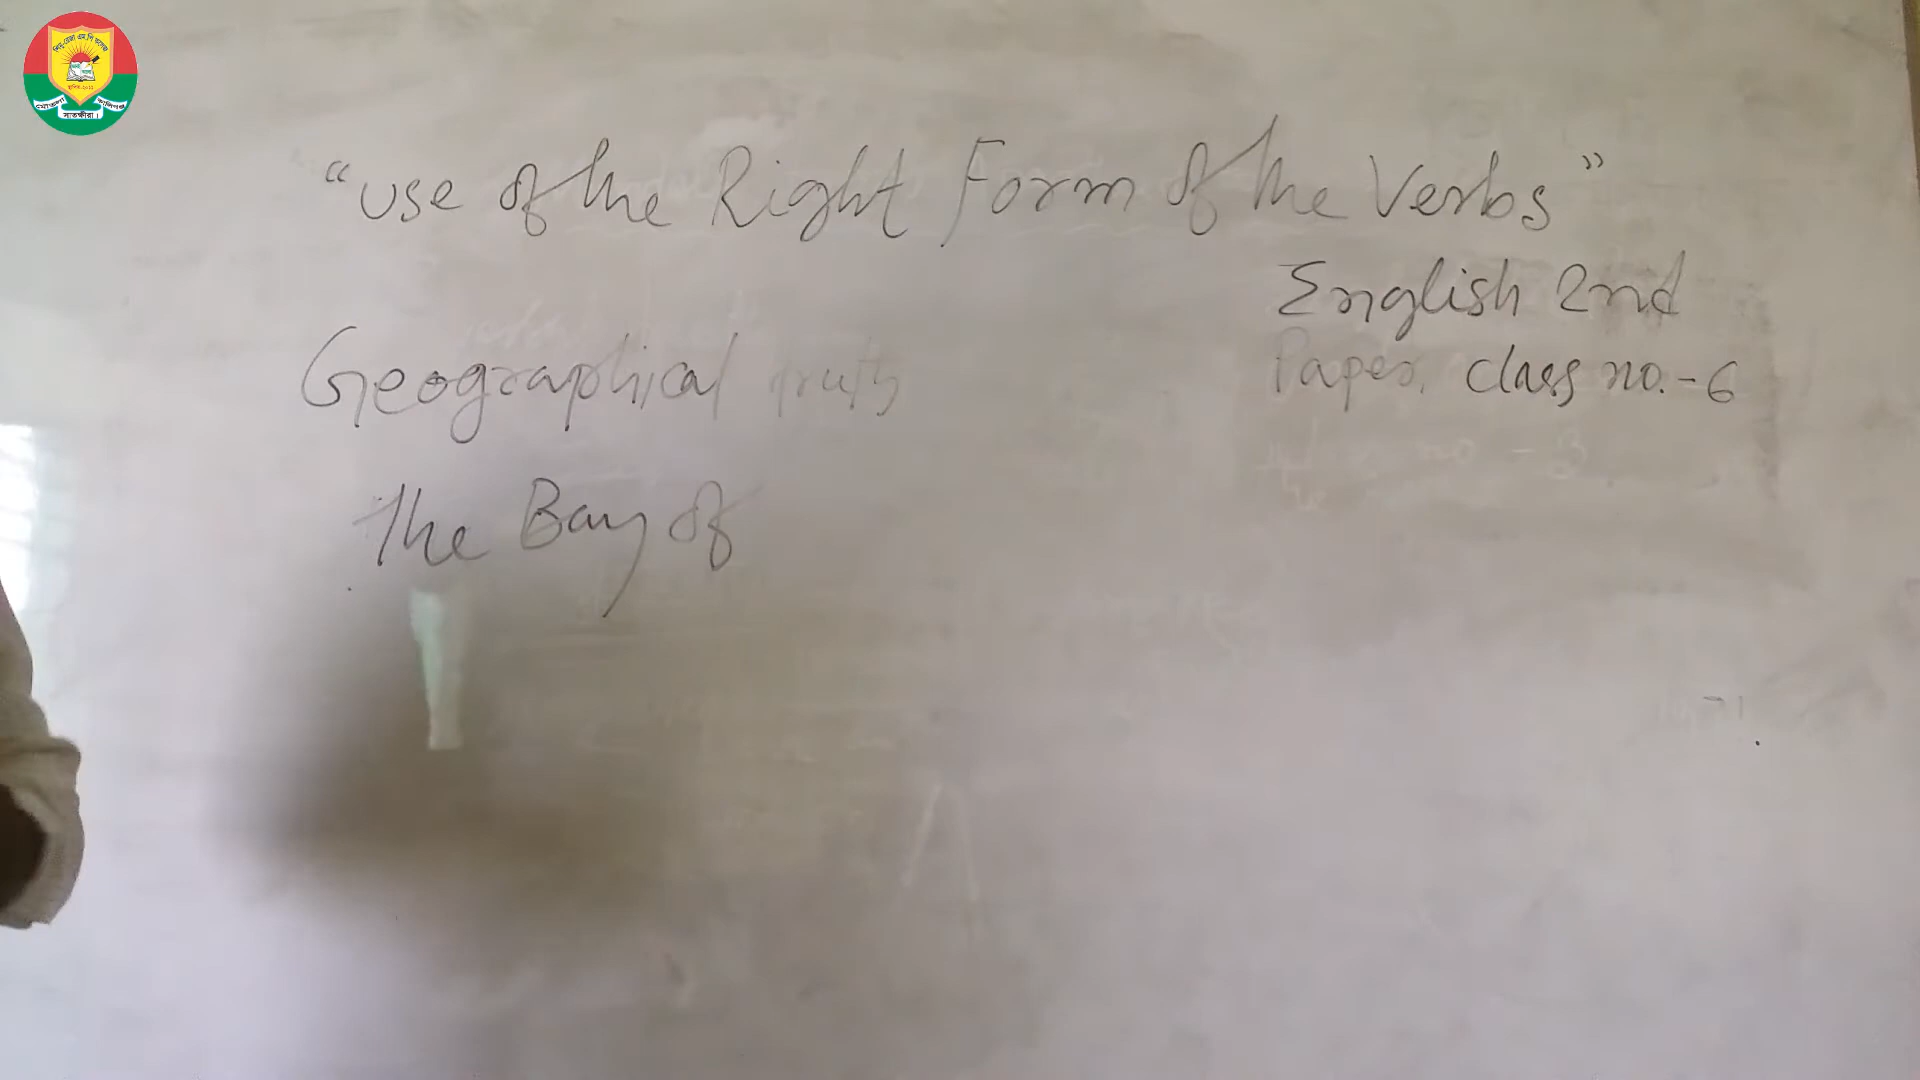 "Use of the Right Form of the Verbs"
English 2nd
Paper, Class no.-6
Geographical truth
The Bay of